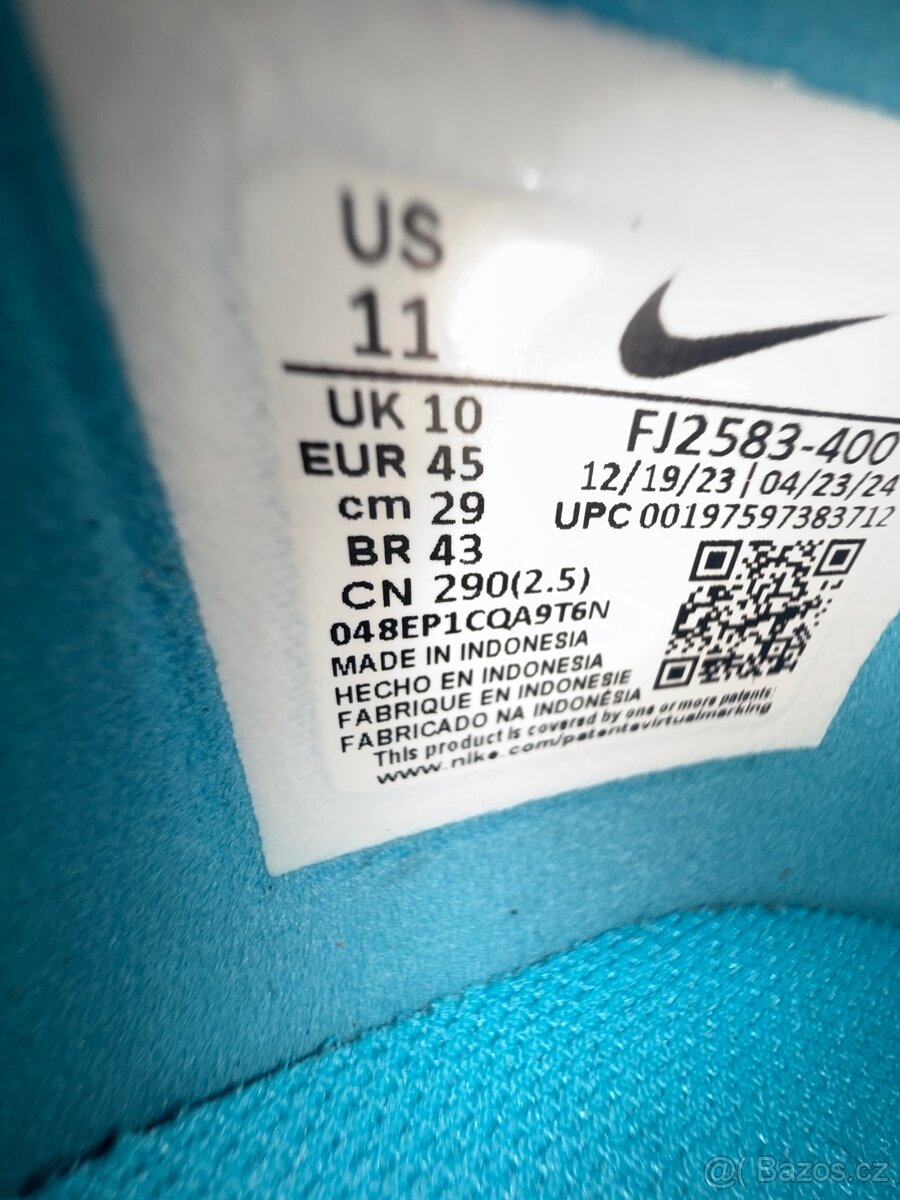 US
11
UK 10
EUR 45
cm 29
BR 43
CN 290(2.5)
FJ2583-400
12/19/23 | 04/23/24
UPC 00197597383712
048EP1CQA9T6N
MADE IN INDONESIA
HECHO EN INDONESIA
FABRIQUE EN INDONESIE
FABRICADO NA INDONÉSIA
This product is covered by one or more patents:
www.nike.com/patentsvirtualmarking
@( Bazos.cz